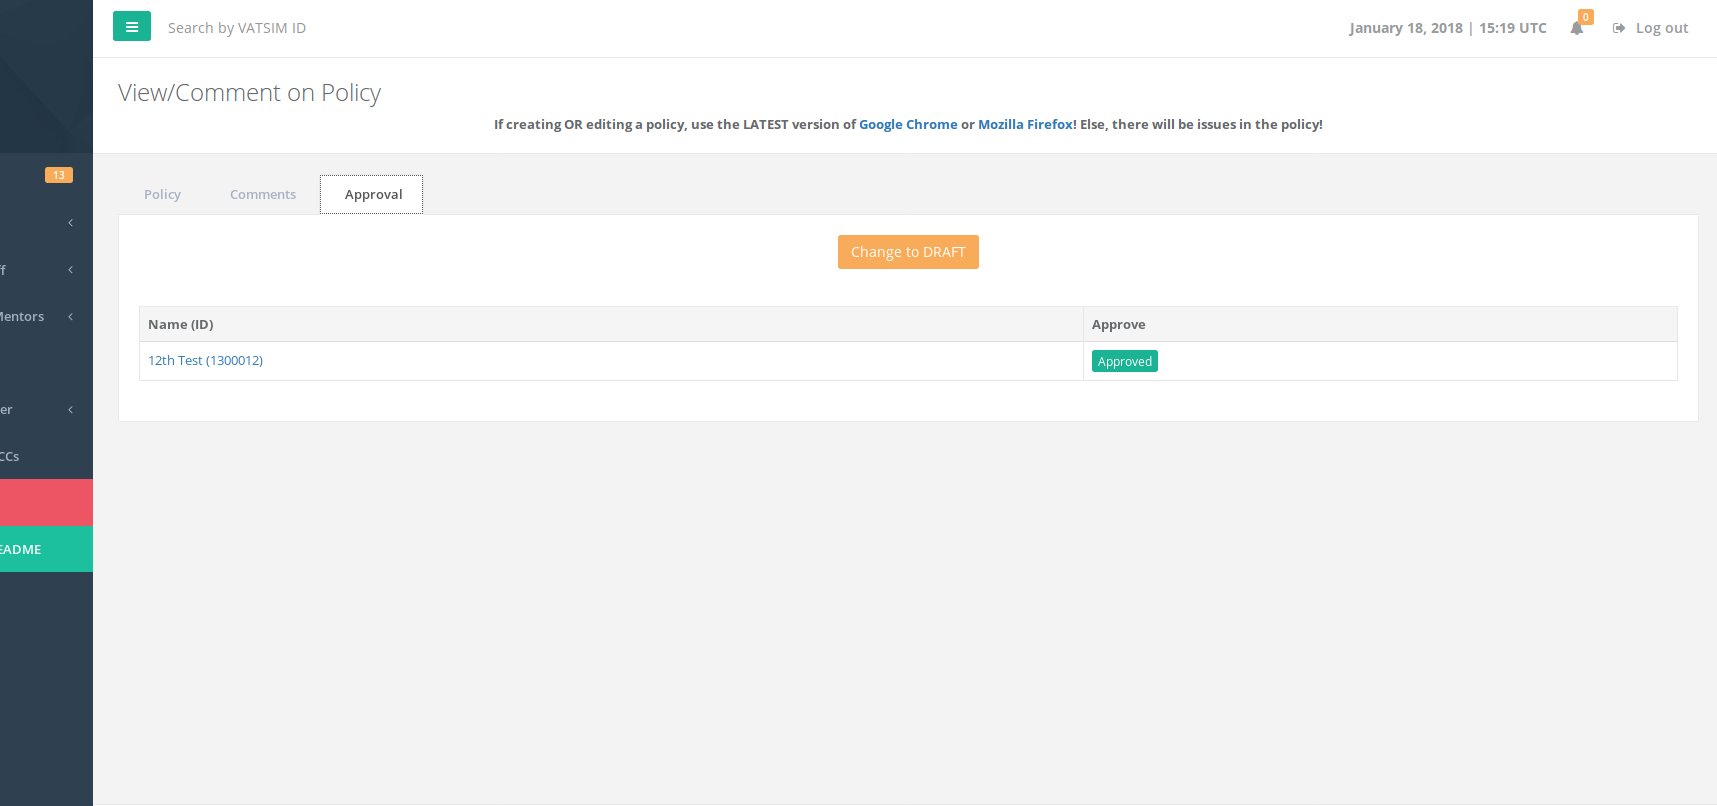 Search by VATSIM ID
January 18, 2018 | 15:19 UTC
0
Log out
View/Comment on Policy
If creating OR editing a policy, use the LATEST version of Google Chrome or Mozilla Firefox! Else, there will be issues in the policy!
13
Mentors
er
CCs
EADME
Policy
Comments
Approval
Change to DRAFT
Name (ID)
Approve
12th Test (1300012)
Approved